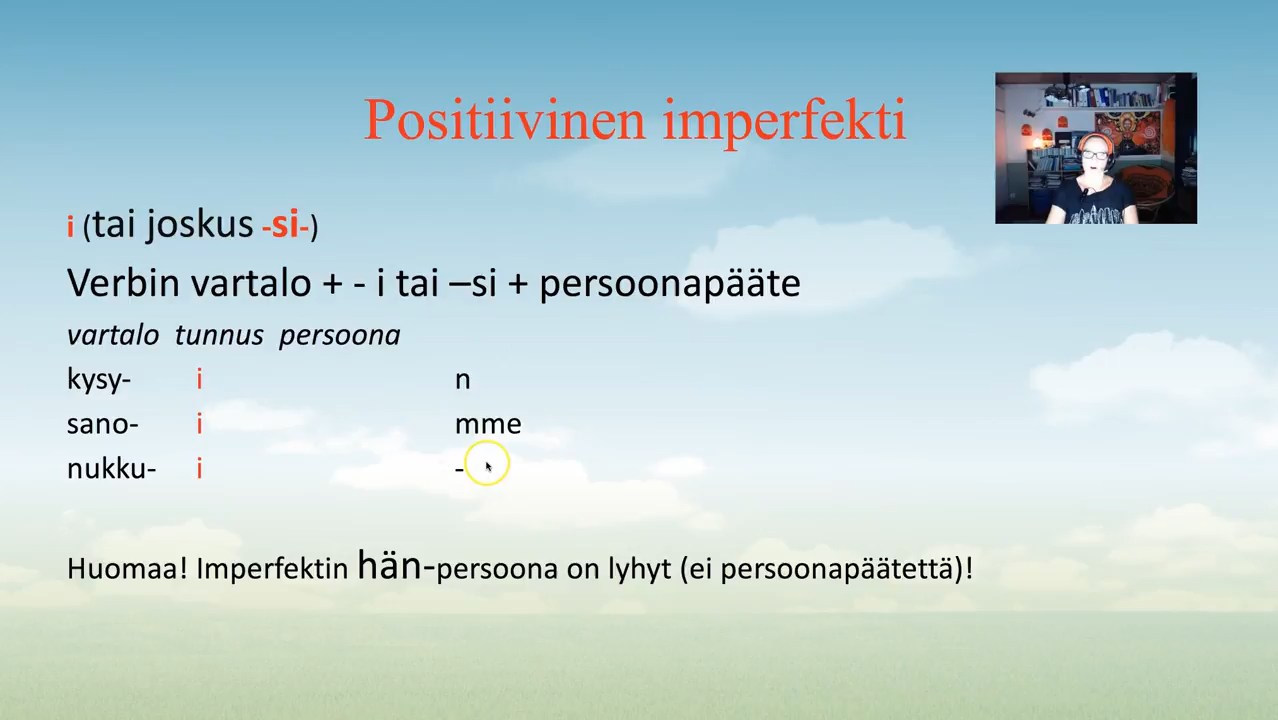 Positiivinen imperfekti
i (tai joskus -si-)
Verbin vartalo + - i tai –si + persoonapääte
vartalo tunnus persoona
kysy- i n
sano- i mme
nukku- i -
Huomaa! Imperfektin hän-persoona on lyhyt (ei persoonapäätettä)!